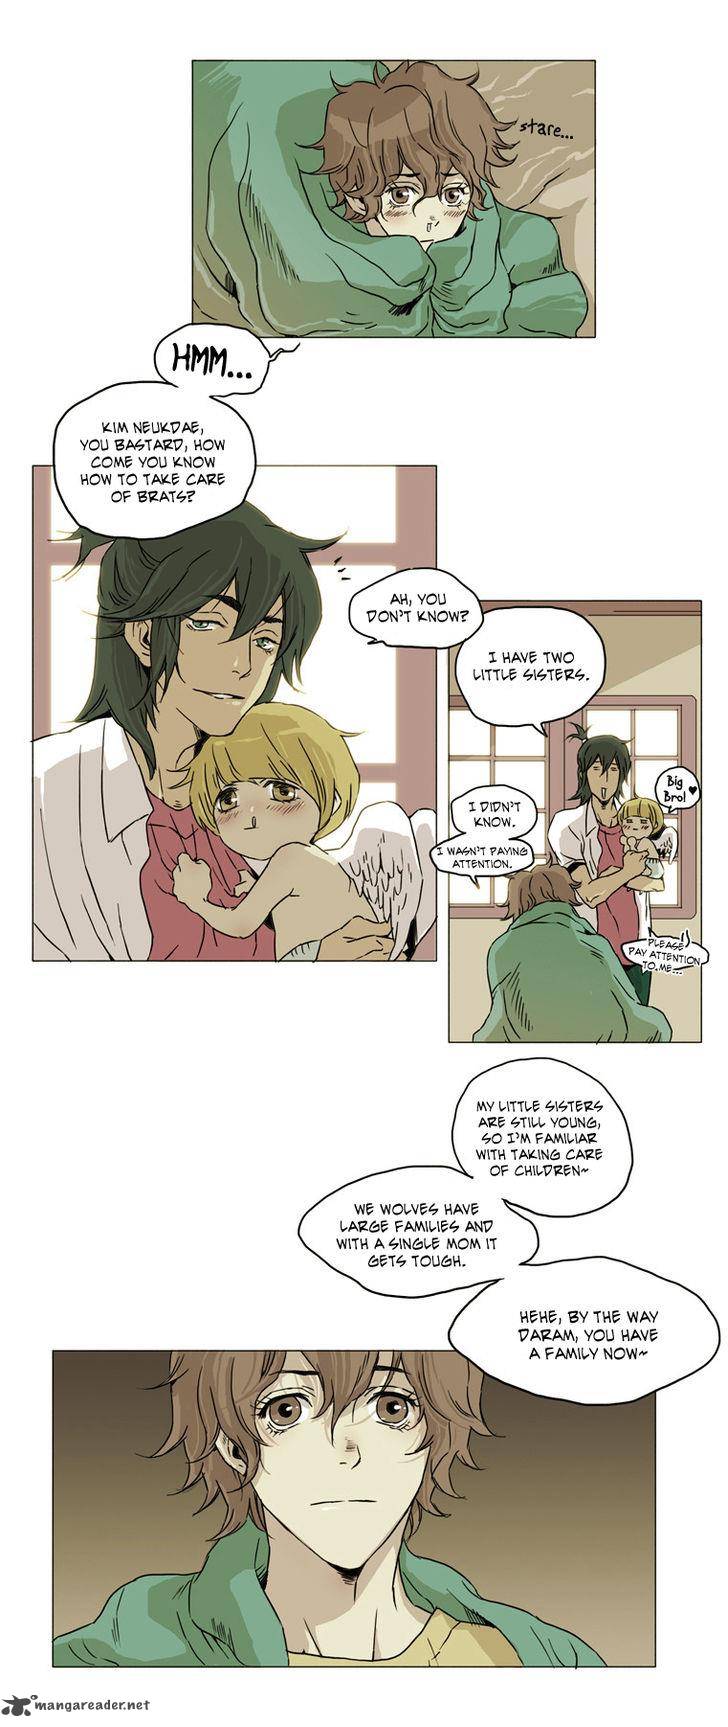 stare...
HMM...
KIM NEUKDAE,
YOU BASTARD, HOW
COME YOU KNOW
HOW TO TAKE CARE
OF BRATS?
AH, YOU
DON'T KNOW?
I HAVE TWO
LITTLE SISTERS.
Big
Bro! ♥
I DIDN'T
KNOW.
I WASN'T PAYING
ATTENTION.
PLEASE
PAY ATTENTION
TO ME...
MY LITTLE SISTERS
ARE STILL YOUNG,
SO I'M FAMILIAR
WITH TAKING CARE
OF CHILDREN~
WE WOLVES HAVE
LARGE FAMILIES AND
WITH A SINGLE MOM IT
GETS TOUGH.
HEHE, BY THE WAY
DARAM, YOU HAVE
A FAMILY NOW~
mangareader.net